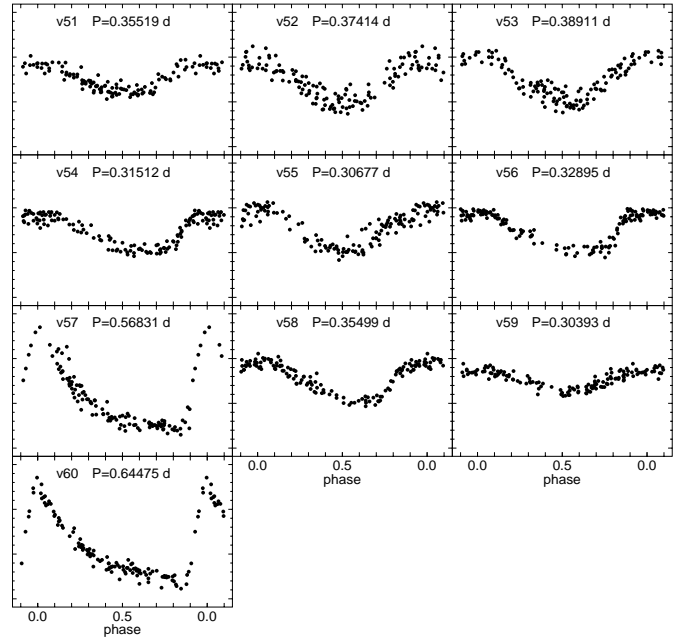 v51 P=0.35519 d
v52 P=0.37414 d
v53 P=0.38911 d
v54 P=0.31512 d
v55 P=0.30677 d
v56 P=0.32895 d
v57 P=0.56831 d
v58 P=0.35499 d
v59 P=0.30393 d
0.0 0.5 0.0
phase
0.0 0.5 0.0
phase
v60 P=0.64475 d
0.0 0.5 0.0
phase